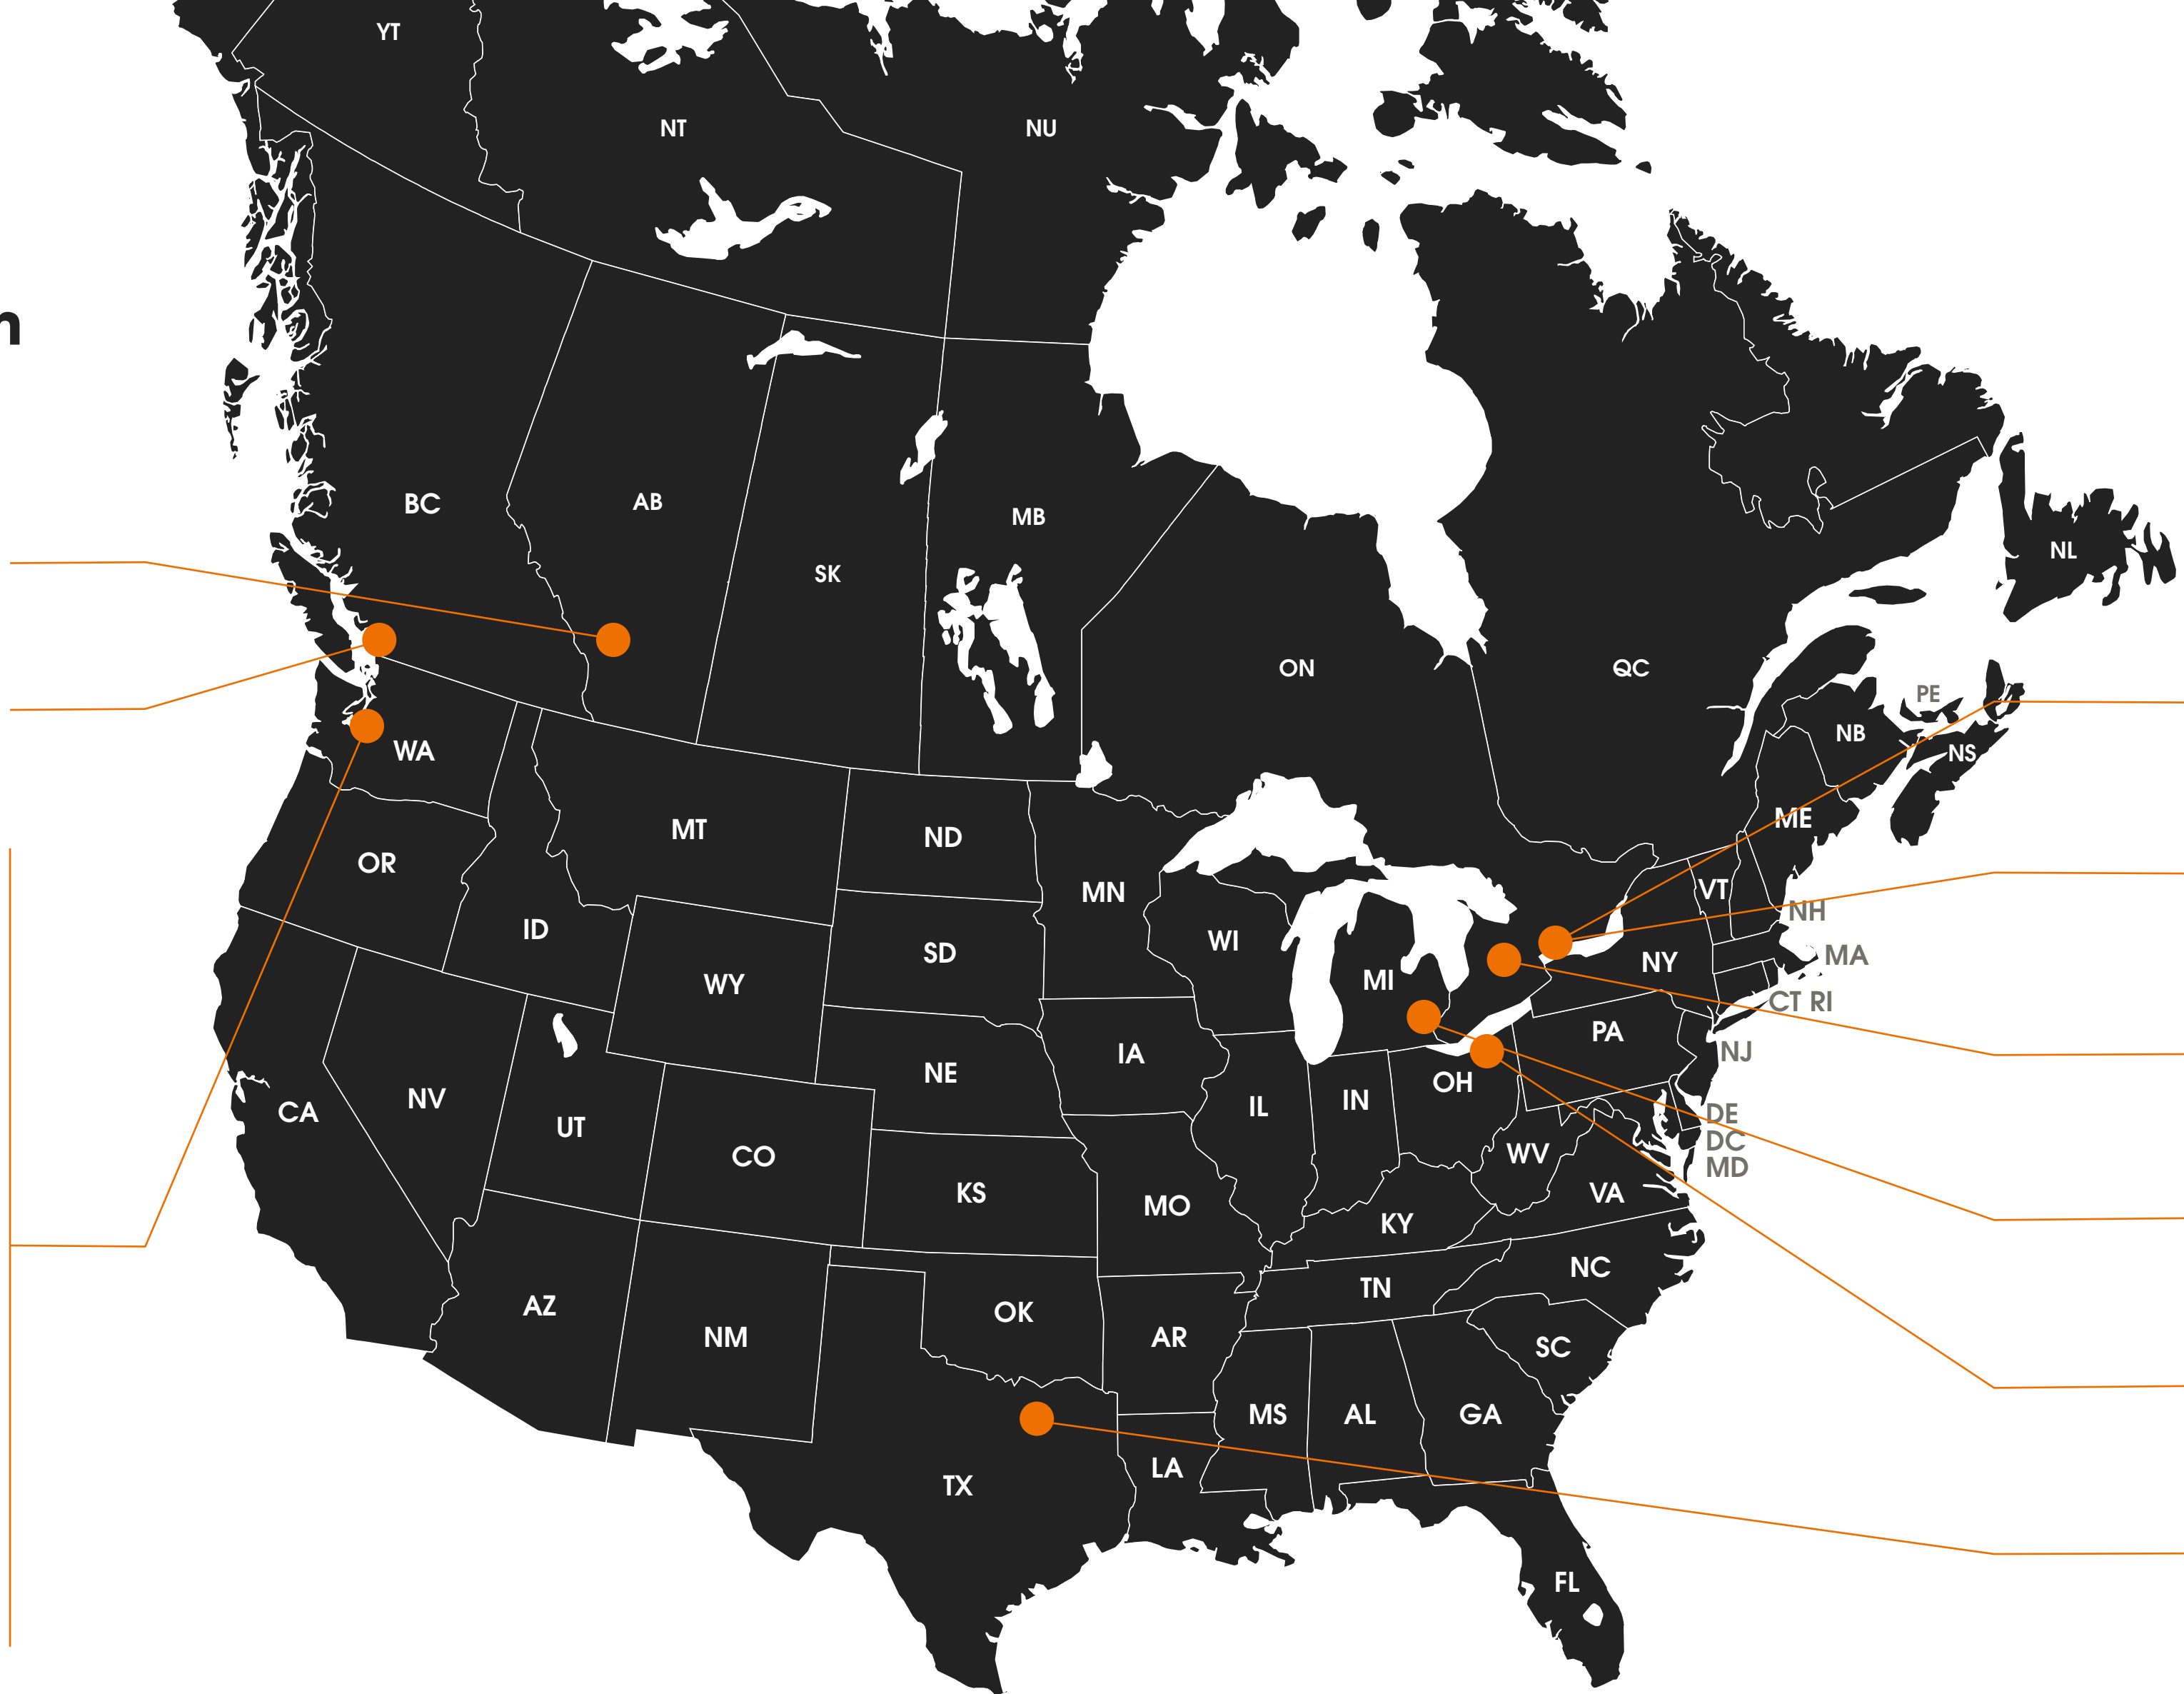 YT
NT
NU
n
BC
AB
MB
SK
NL
ON
QC
PE
NB
NS
WA
MT
ND
ME
OR
MN
VT
NH
ID
WI
SD
MA
NY
MI
WY
CT RI
PA
NJ
IA
NE
OH
NV
IN
IL
CA
DE
UT
DC
CO
WV
MD
KS
VA
MO
KY
NC
TN
AZ
OK
NM
AR
SC
MS
AL
GA
LA
TX
FL